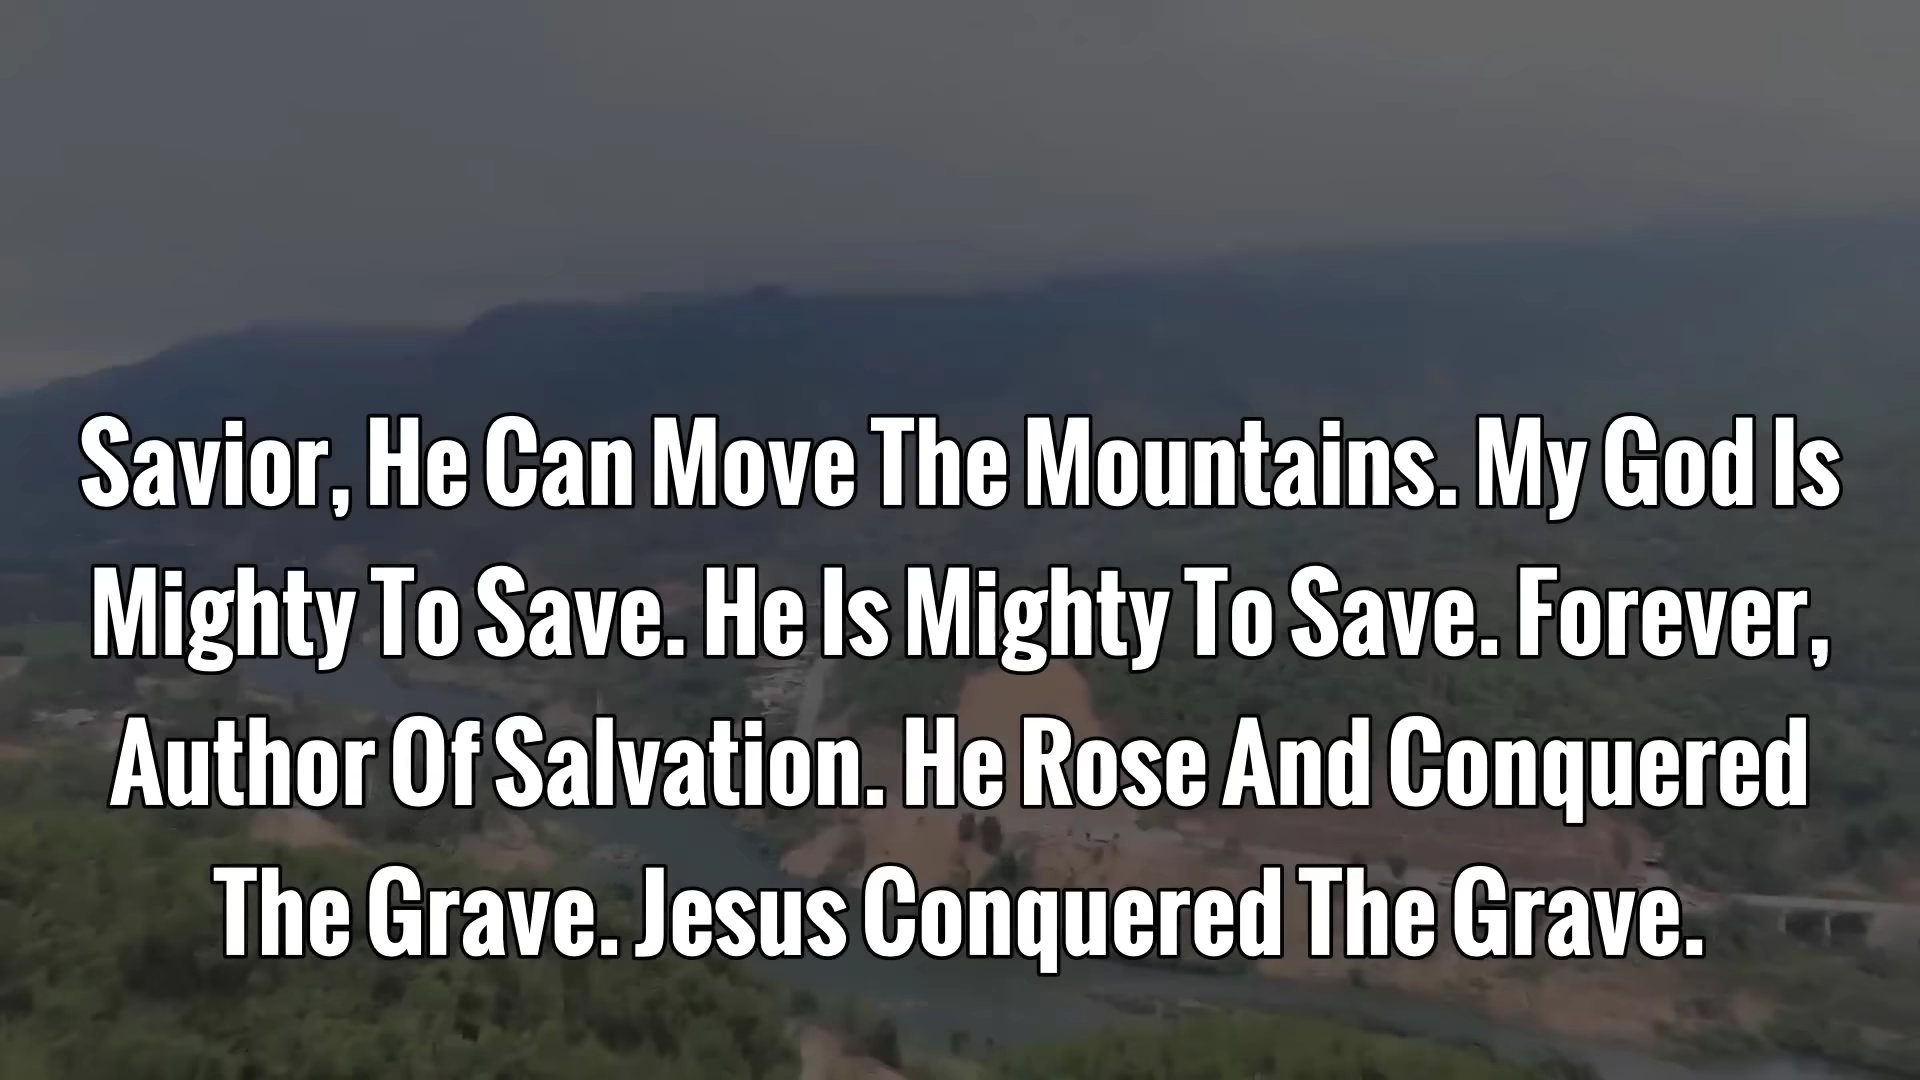 Savior, He Can Move The Mountains. My God Is
Mighty To Save. He Is Mighty To Save. Forever,
Author Of Salvation. He Rose And Conquered
The Grave. Jesus Conquered The Grave.